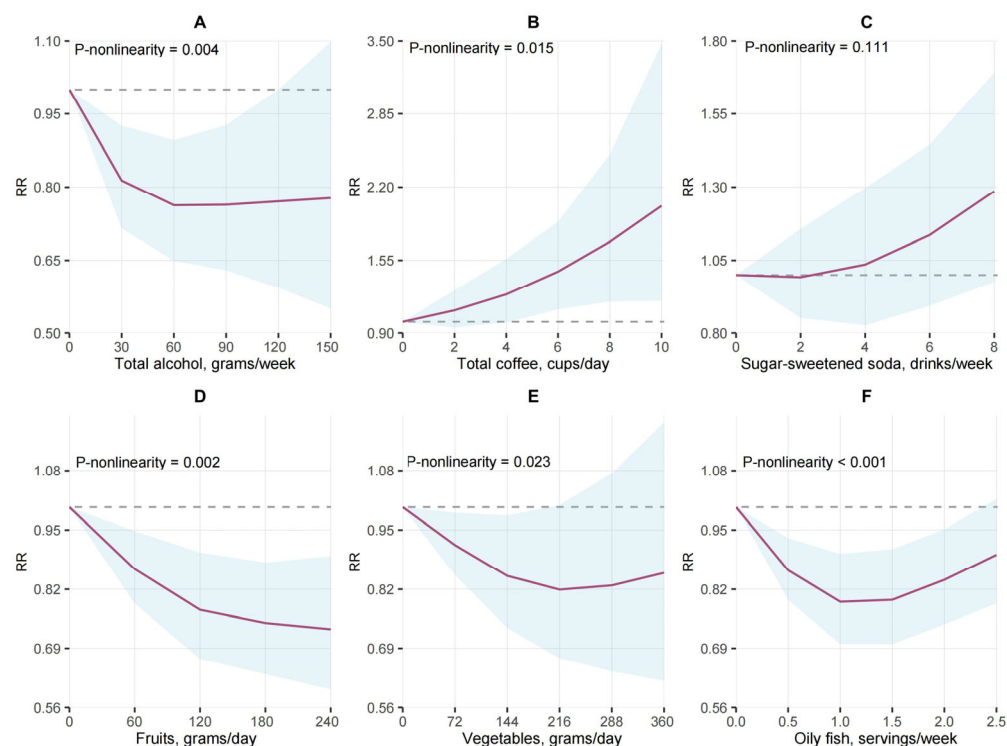 A
B
C
P-nonlinearity = 0.004
P-nonlinearity = 0.015
P-nonlinearity = 0.111
1.10
0.95
0.80
0.65
0.50
RR
0 30 60 90 120 150
Total alcohol, grams/week
3.50
2.85
2.20
1.55
0.90
RR
0 2 4 6 8 10
Total coffee, cups/day
1.80
1.55
1.30
1.05
0.80
RR
0 2 4 6 8
Sugar-sweetened soda, drinks/week
D
E
F
P-nonlinearity = 0.002
P-nonlinearity = 0.023
P-nonlinearity < 0.001
1.08
0.95
0.82
0.69
0.56
RR
0 60 120 180 240
Fruits, grams/day
1.08
0.95
0.82
0.69
0.56
RR
0 72 144 216 288 360
Vegetables, grams/day
1.08
0.95
0.82
0.69
0.56
RR
0.0 0.5 1.0 1.5 2.0 2.5
Oily fish, servings/week